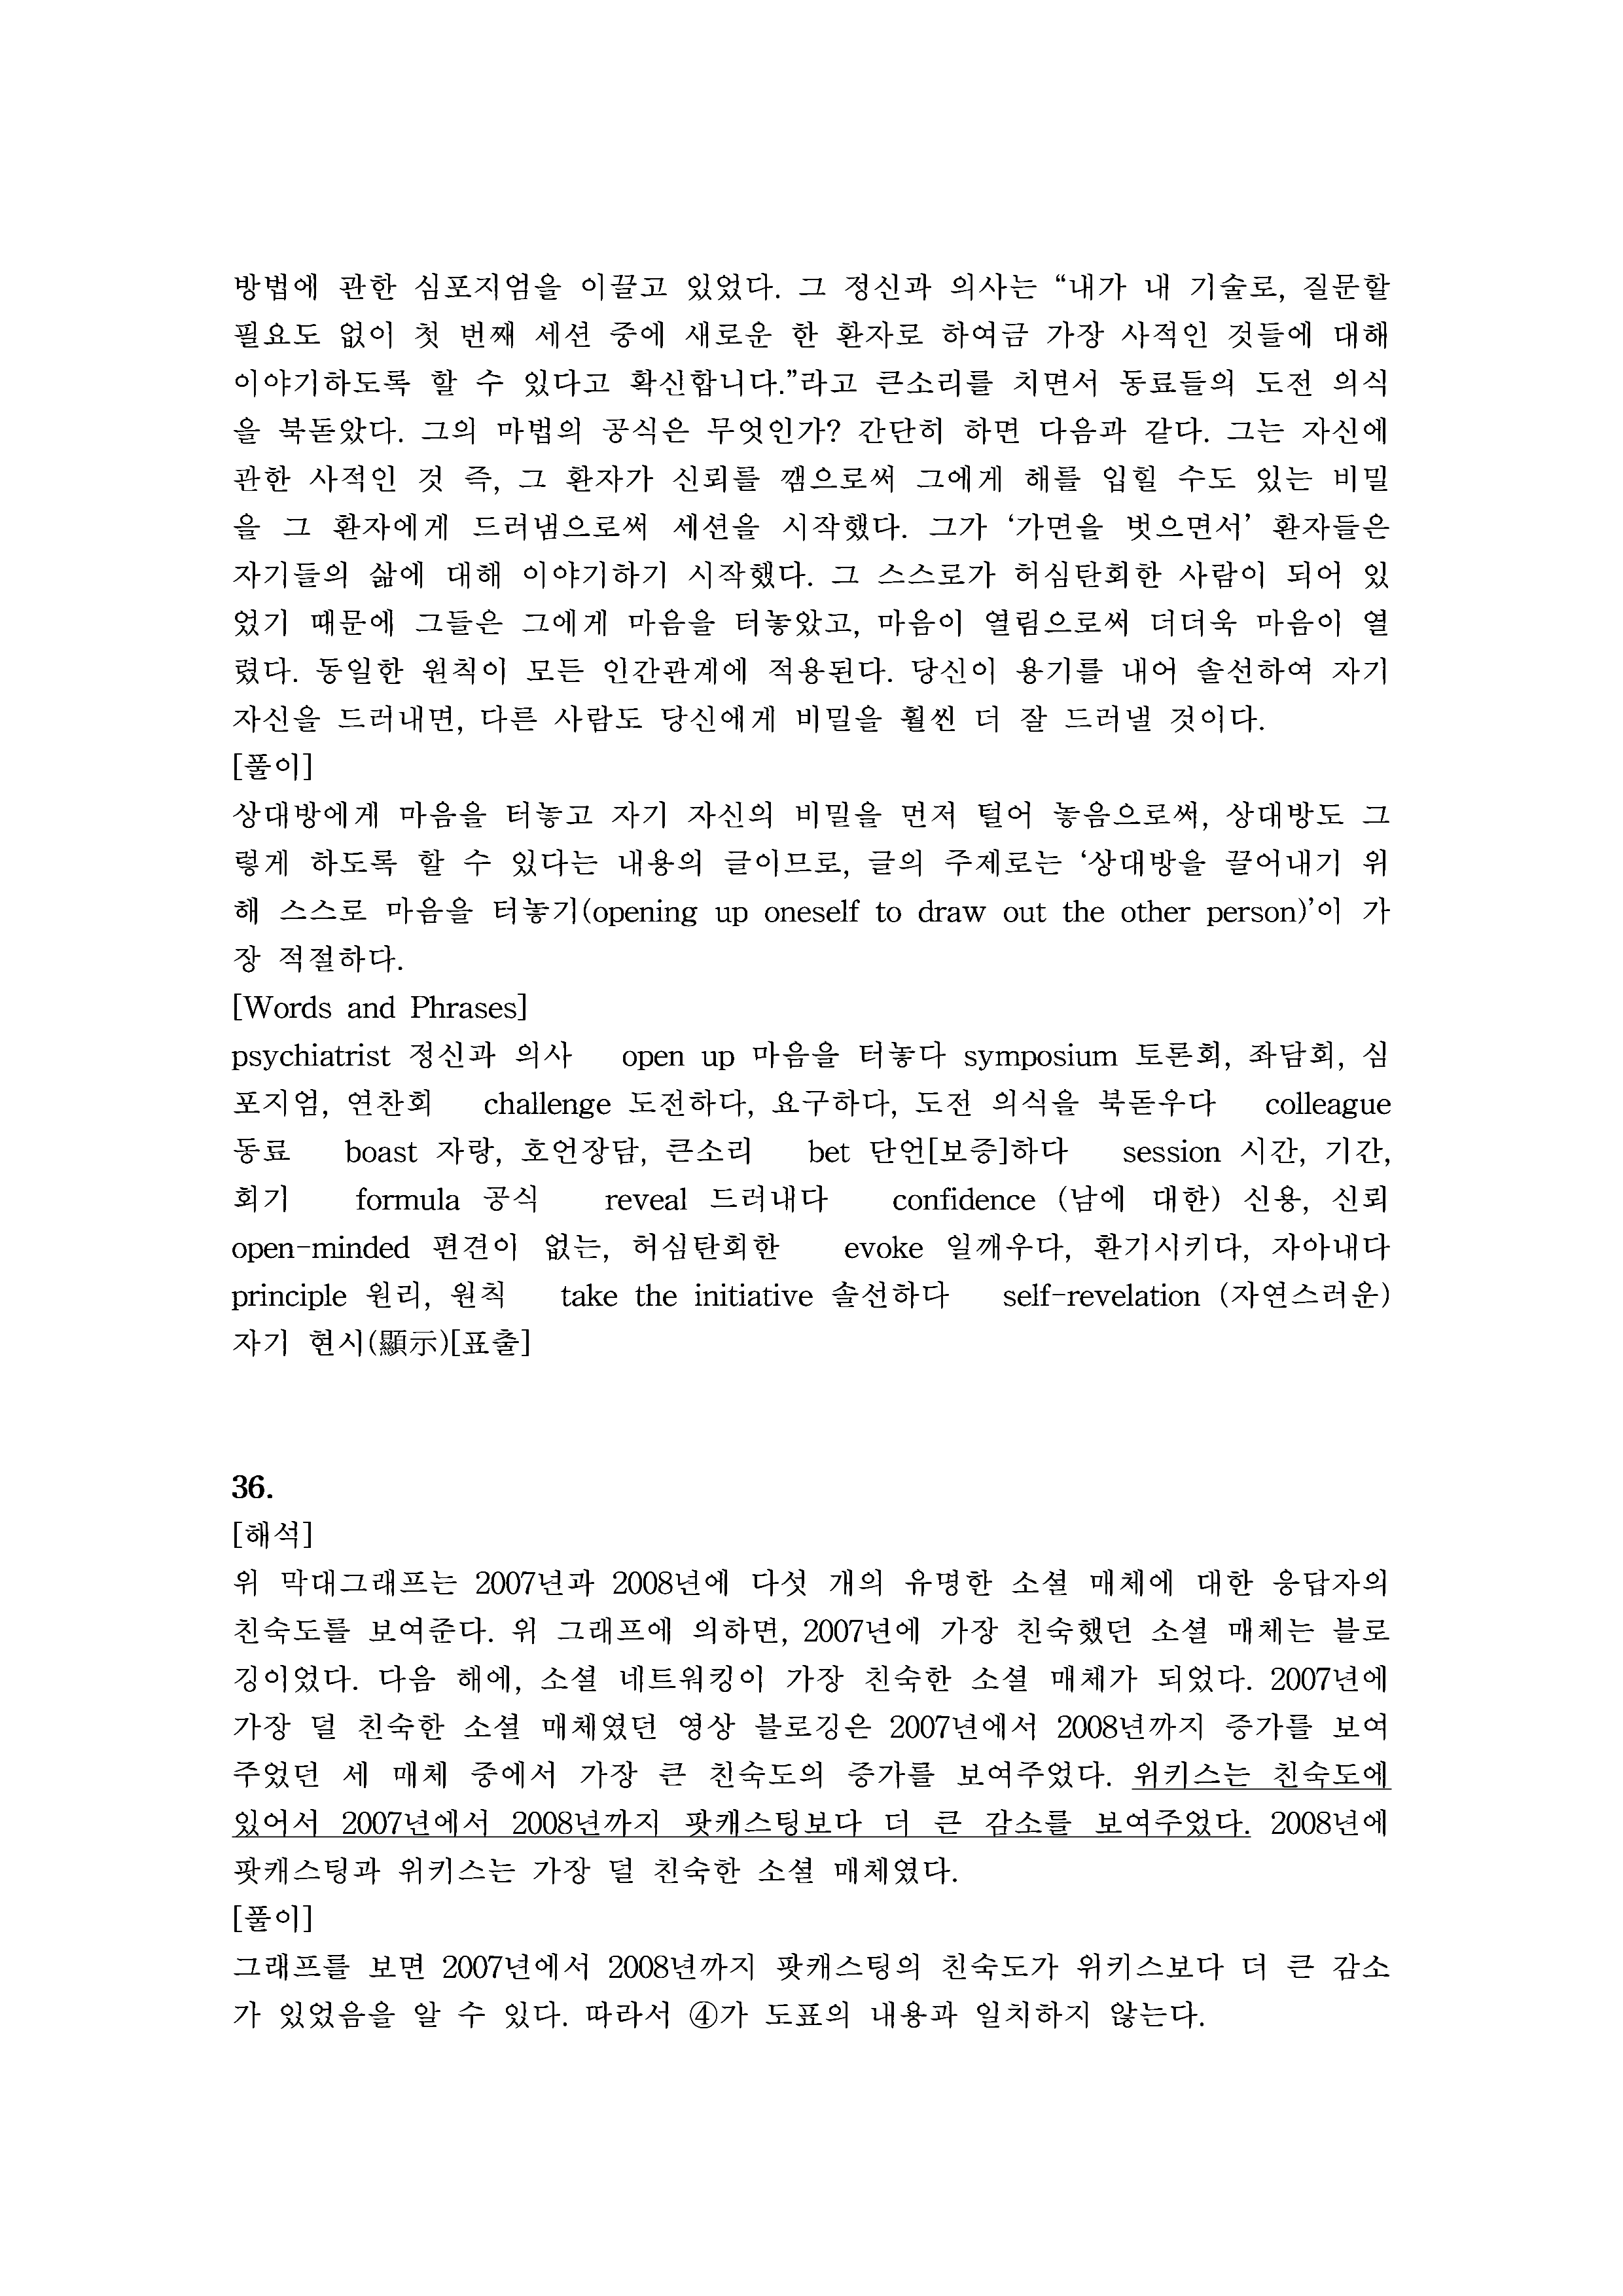 방법에 관한 심포지엄을 이끌고 있었다. 그 정신과 의사는 “내가 내 기술로, 질문할
필요도 없이 첫 번째 세션 중에 새로운 한 환자로 하여금 가장 사적인 것들에 대해
이야기하도록 할 수 있다고 확신합니다.”라고 큰소리를 치면서 동료들의 도전 의식
을 북돋았다. 그의 마법의 공식은 무엇인가? 간단히 하면 다음과 같다. 그는 자신에
관한 사적인 것 즉, 그 환자가 신뢰를 깸으로써 그에게 해를 입힐 수도 있는 비밀
을 그 환자에게 드러냄으로써 세션을 시작했다. 그가 ‘가면을 벗으면서’ 환자들은
자기들의 삶에 대해 이야기하기 시작했다. 그 스스로가 허심탄회한 사람이 되어 있
었기 때문에 그들은 그에게 마음을 터놓았고, 마음이 열림으로써 더더욱 마음이 열
렸다. 동일한 원칙이 모든 인간관계에 적용된다. 당신이 용기를 내어 솔선하여 자기
자신을 드러내면, 다른 사람도 당신에게 비밀을 훨씬 더 잘 드러낼 것이다.
[풀이]
상대방에게 마음을 터놓고 자기 자신의 비밀을 먼저 털어 놓음으로써, 상대방도 그
렇게 하도록 할 수 있다는 내용의 글이므로, 글의 주제로는 ‘상대방을 끌어내기 위
해 스스로 마음을 터놓기(opening up oneself to draw out the other person)’이 가
장 적절하다.
[Words and Phrases]
psychiatrist 정신과 의사 open up 마음을 터놓다 symposium 토론회, 좌담회, 심
포지엄, 연찬회 challenge 도전하다, 요구하다, 도전 의식을 북돋우다 colleague
동료 boast 자랑, 호언장담, 큰소리 bet 단언[보증]하다 session 시간, 기간,
회기 formula 공식 reveal 드러내다 confidence (남에 대한) 신용, 신뢰
open-minded 편견이 없는, 허심탄회한 evoke 일깨우다, 환기시키다, 자아내다
principle 원리, 원칙 take the initiative 솔선하다 self-revelation (자연스러운)
자기 현시(顯示)[표출]
36.
[해석]
위 막대그래프는 2007년과 2008년에 다섯 개의 유명한 소셜 매체에 대한 응답자의
친숙도를 보여준다. 위 그래프에 의하면, 2007년에 가장 친숙했던 소셜 매체는 블로
깅이었다. 다음 해에, 소셜 네트워킹이 가장 친숙한 소셜 매체가 되었다. 2007년에
가장 덜 친숙한 소셜 매체였던 영상 블로깅은 2007년에서 2008년까지 증가를 보여
주었던 세 매체 중에서 가장 큰 친숙도의 증가를 보여주었다. 위키스는 친숙도에
있어서 2007년에서 2008년까지 팟캐스팅보다 더 큰 감소를 보여주었다. 2008년에
팟캐스팅과 위키스는 가장 덜 친숙한 소셜 매체였다.
[풀이]
그래프를 보면 2007년에서 2008년까지 팟캐스팅의 친숙도가 위키스보다 더 큰 감소
가 있었음을 알 수 있다. 따라서 ④가 도표의 내용과 일치하지 않는다.